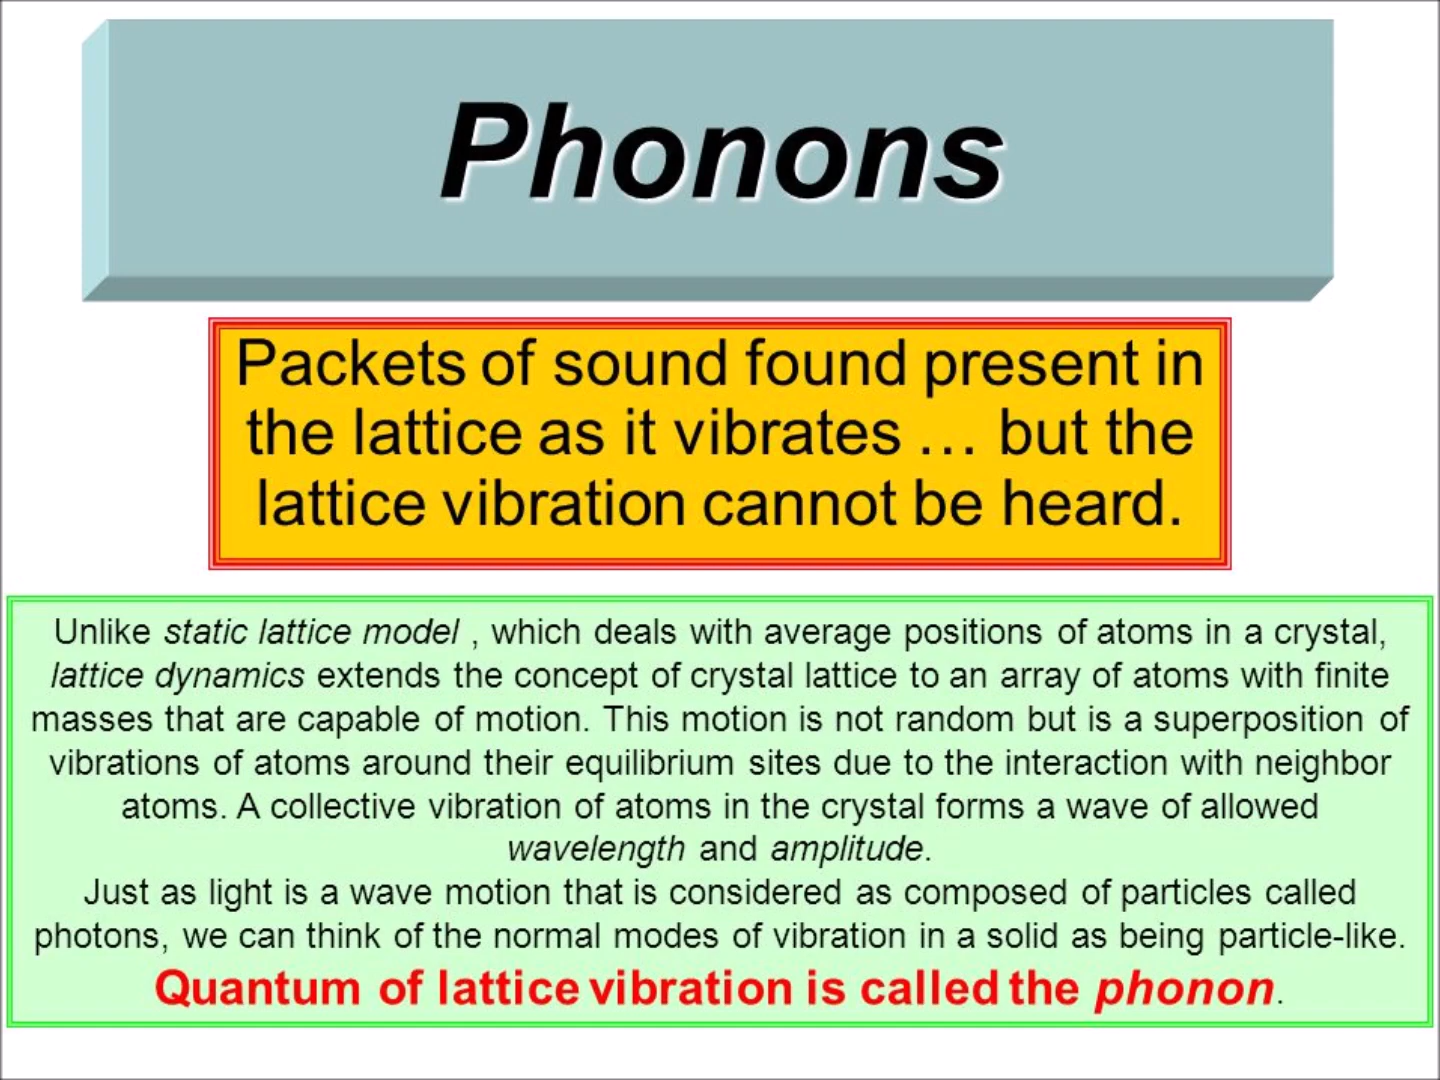 Phonons
Packets of sound found present in
the lattice as it vibrates … but the
lattice vibration cannot be heard.
Unlike static lattice model , which deals with average positions of atoms in a crystal,
lattice dynamics extends the concept of crystal lattice to an array of atoms with finite
masses that are capable of motion. This motion is not random but is a superposition of
vibrations of atoms around their equilibrium sites due to the interaction with neighbor
atoms. A collective vibration of atoms in the crystal forms a wave of allowed
wavelength and amplitude.
Just as light is a wave motion that is considered as composed of particles called
photons, we can think of the normal modes of vibration in a solid as being particle-like.
Quantum of lattice vibration is called the phonon.